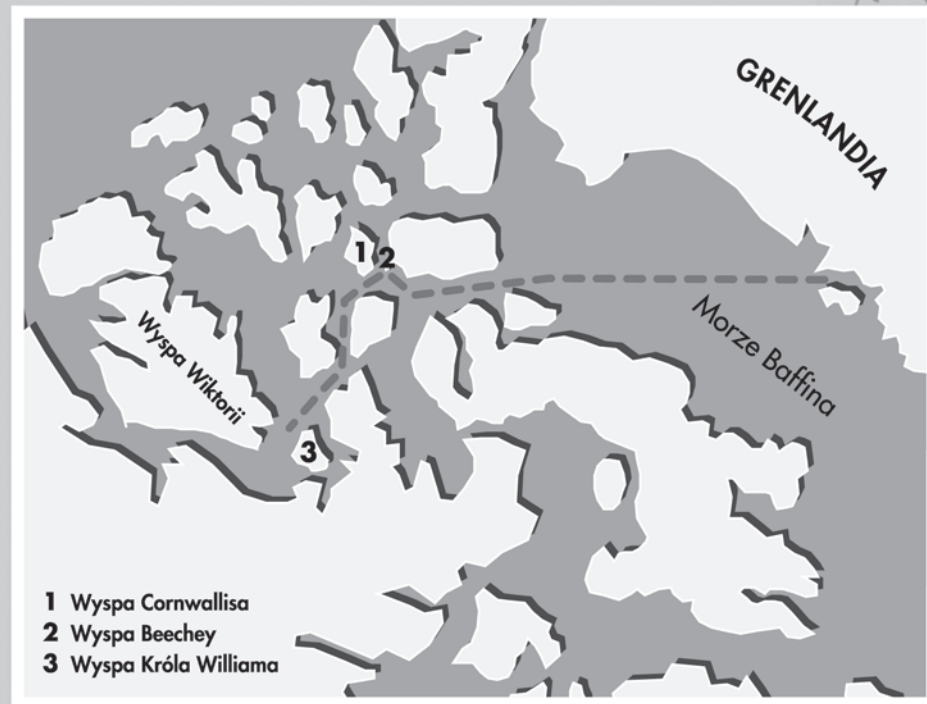 GRENLANDIA
1 2
Morze Baffina
Wyspa Wiktorii
3
1 Wyspa Cornwallisa
2 Wyspa Beechey
3 Wyspa Króla Williama